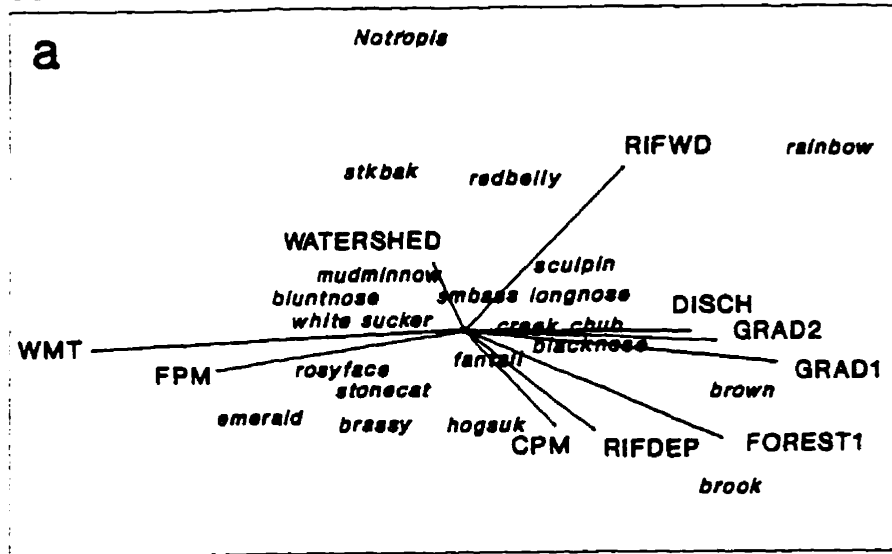 a
Notropis
RIFWD
rainbow
stkbak
redbelly
WATERSHED
sculpin
mudminnow
bluntnose
smbass longnose
DISCH
white sucker
creek chub
GRAD2
WMT
blacknose
fantail
GRAD1
FPM
rosyface
stonecat
brown
emerald
brassy
hogsuk
CPM
RIFDEP
FOREST1
brook